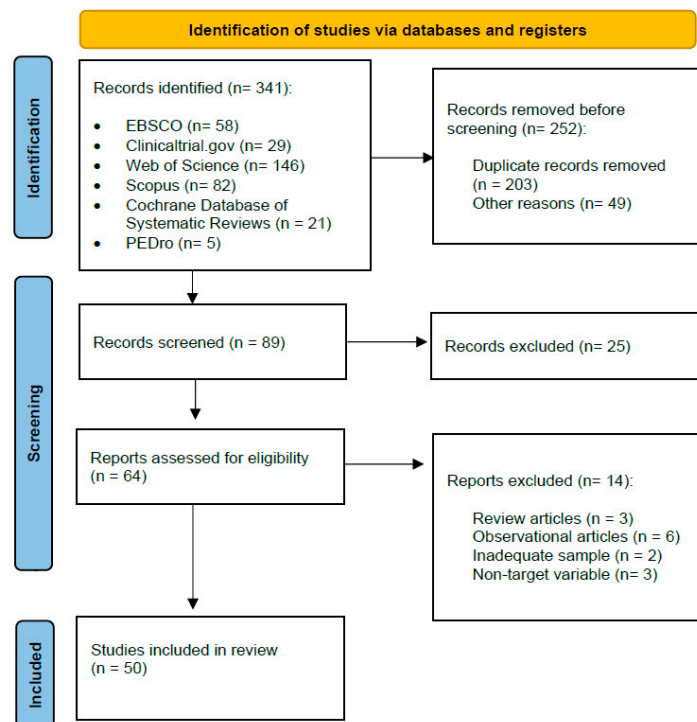 Identification of studies via databases and registers
Identification
Records identified (n= 341):
• EBSCO (n= 58)
• Clinicaltrial.gov (n= 29)
• Web of Science (n= 146)
• Scopus (n= 82)
• Cochrane Database of
Systematic Reviews (n = 21)
• PEDro (n= 5)
Records removed before
screening (n= 252):
Duplicate records removed
(n = 203)
Other reasons (n= 49)
Screening
Records screened (n = 89)
Records excluded (n= 25)
Reports assessed for eligibility
(n = 64)
Reports excluded (n= 14):
Review articles (n = 3)
Observational articles (n = 6)
Inadequate sample (n = 2)
Non-target variable (n= 3)
Included
Studies included in review
(n = 50)